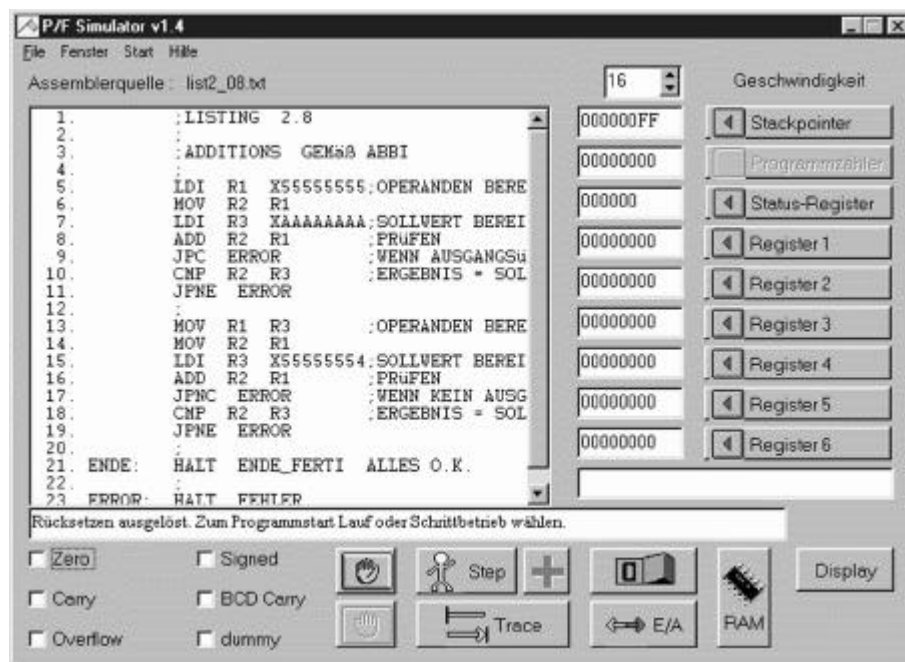 P/F Simulator v1.4
File Fenster Start Hilfe
Assemblerquelle : list2_08.txt
16
Geschwindigkeit
1. ;LISTING 2.8
2. ;
3. ;ADDITIONS GEMäß ABBI
4. ;
5. LDI R1 X55555555;OPERANDEN BERE
6. MOV R2 R1
7. LDI R3 XAAAAAAAA;SOLLWERT BEREI
8. ADD R2 R1 ;PRüFEN
9. JPC ERROR ;WENN AUSGANGSü
10. CMP R2 R3 ;ERGEBNIS = SOL
11. JPNE ERROR
12. ;
13. MOV R1 R3 ;OPERANDEN BERE
14. MOV R2 R1
15. LDI R3 X55555554;SOLLWERT BEREI
16. ADD R2 R1 ;PRüFEN
17. JPNC ERROR ;WENN KEIN AUSG
18. CMP R2 R3 ;ERGEBNIS = SOL
19. JPNE ERROR
20. ;
21. ENDE: HALT ENDE_FERTI ALLES O.K.
22. ;
23. ERROR: HALT FEHLER
000000FF Stackpointer
00000000 Programmzähler
000000 Status-Register
00000000 Register 1
00000000 Register 2
00000000 Register 3
00000000 Register 4
00000000 Register 5
00000000 Register 6
Rücksetzen ausgelöst. Zum Programmstart Lauf oder Schrittbetrieb wählen.
Zero Signed Step 0 Display
Carry BCD Carry Trace E/A RAM
Overflow dummy